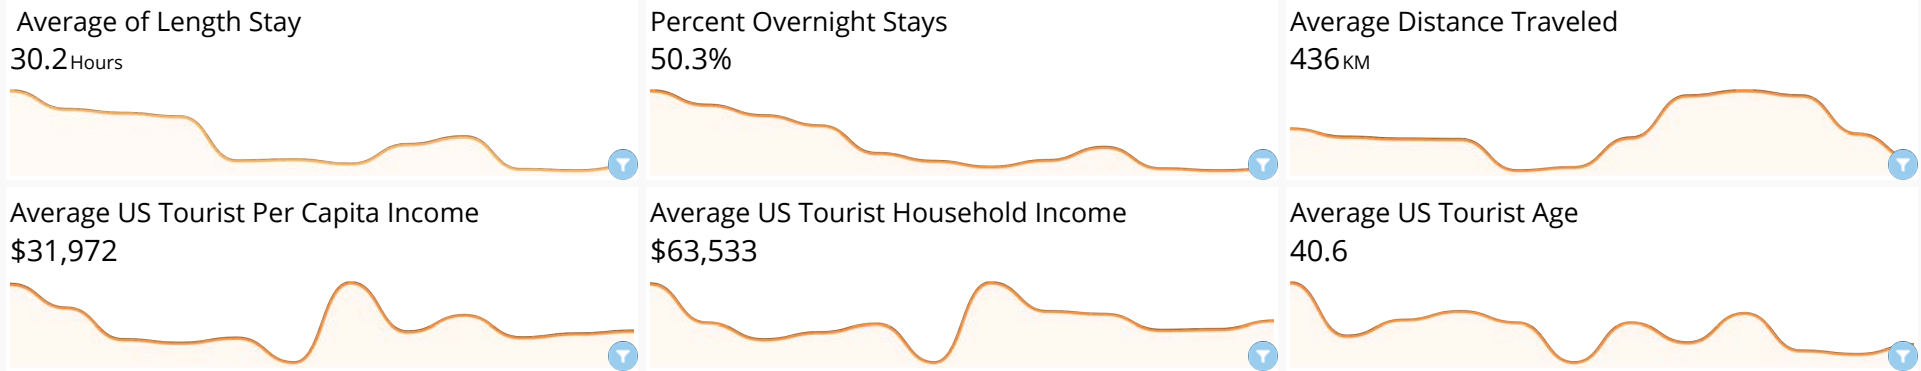 Average of Length Stay
30.2 Hours
Percent Overnight Stays
50.3%
Average Distance Traveled
436 KM
Average US Tourist Per Capita Income
$31,972
Average US Tourist Household Income
$63,533
Average US Tourist Age
40.6